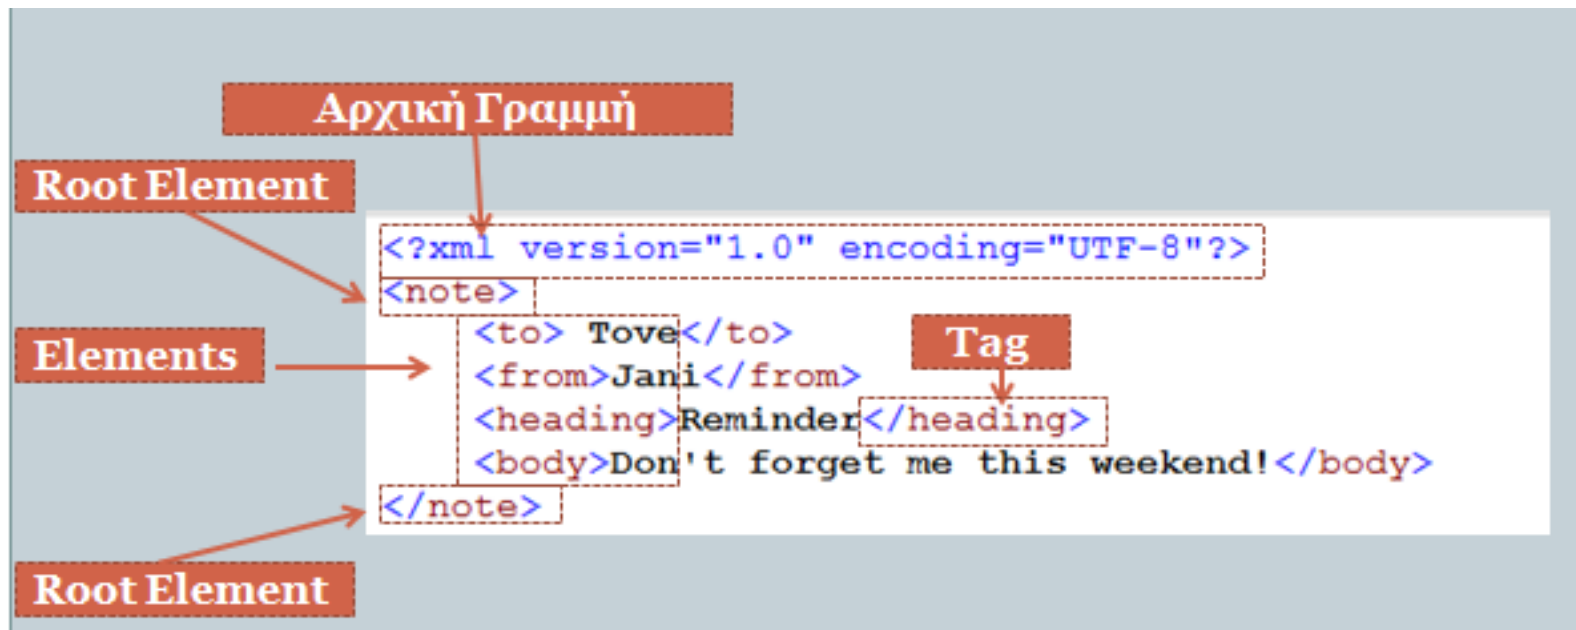 Αρχική Γραμμή
Root Element
<?xml version="1.0" encoding="UTF-8"?>
<note>
<to> Tove</to>
Elements
Tag
<from>Jani</from>
<heading>Reminder</heading>
<body>Don't forget me this weekend!</body>
</note>
Root Element